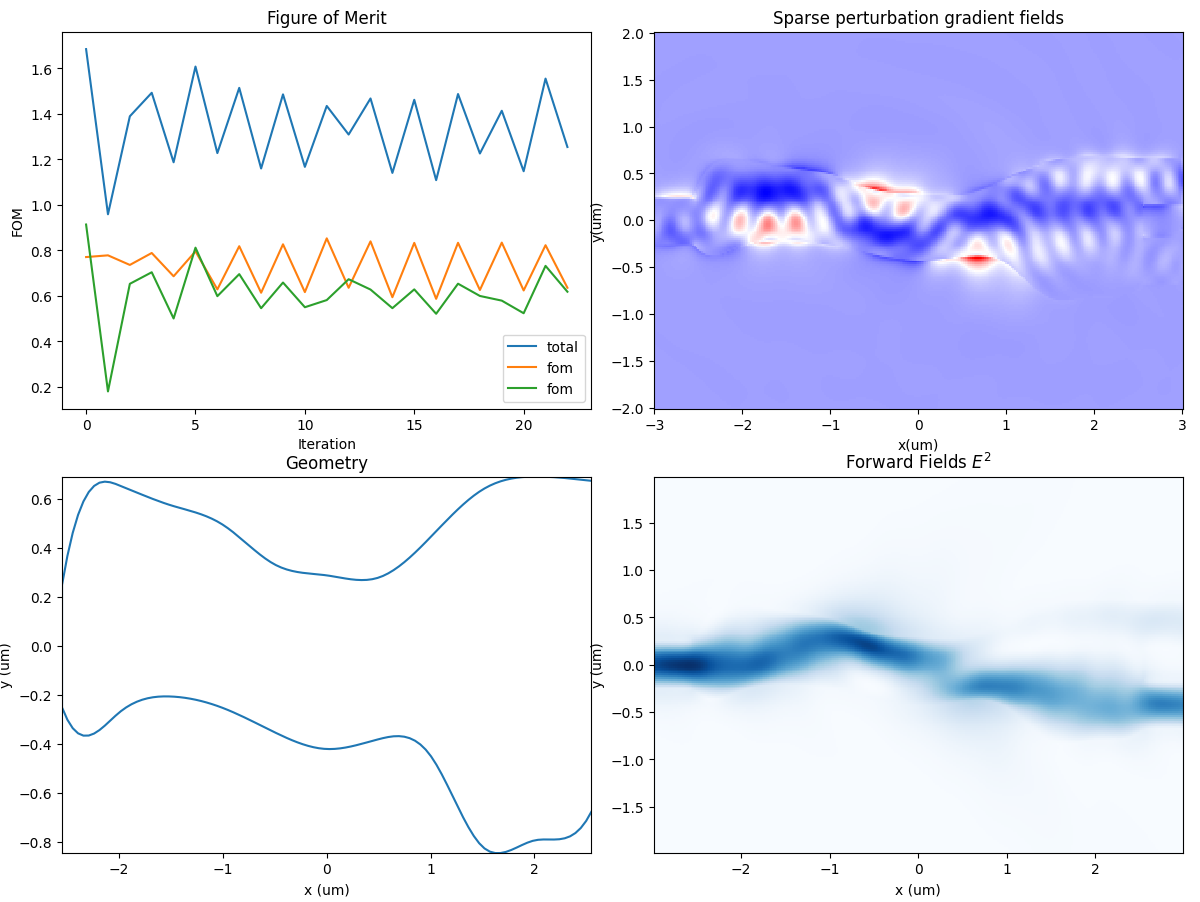 Figure of Merit
FOM
1.6
1.4
1.2
1.0
0.8
0.6
0.4
0.2
total
fom
fom
0 5 10 15 20
Iteration
Sparse perturbation gradient fields
y(um)
2.0
1.5
1.0
0.5
0.0
−0.5
−1.0
−1.5
−2.0
−3 −2 −1 0 1 2 3
x(um)
Geometry
y (um)
0.6
0.4
0.2
0.0
−0.2
−0.4
−0.6
−0.8
−2 −1 0 1 2
x (um)
Forward Fields E²
y (um)
1.5
1.0
0.5
0.0
−0.5
−1.0
−1.5
−2 −1 0 1 2
x (um)